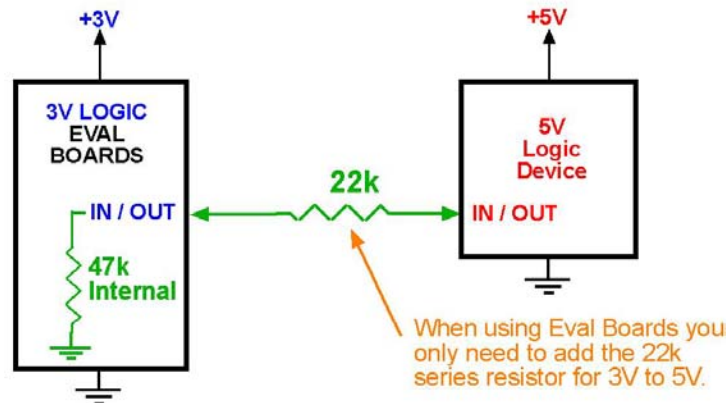 +3V
+5V
3V LOGIC
EVAL
BOARDS
5V
Logic
Device
22k
IN / OUT
IN / OUT
47k
Internal
When using Eval Boards you
only need to add the 22k
series resistor for 3V to 5V.